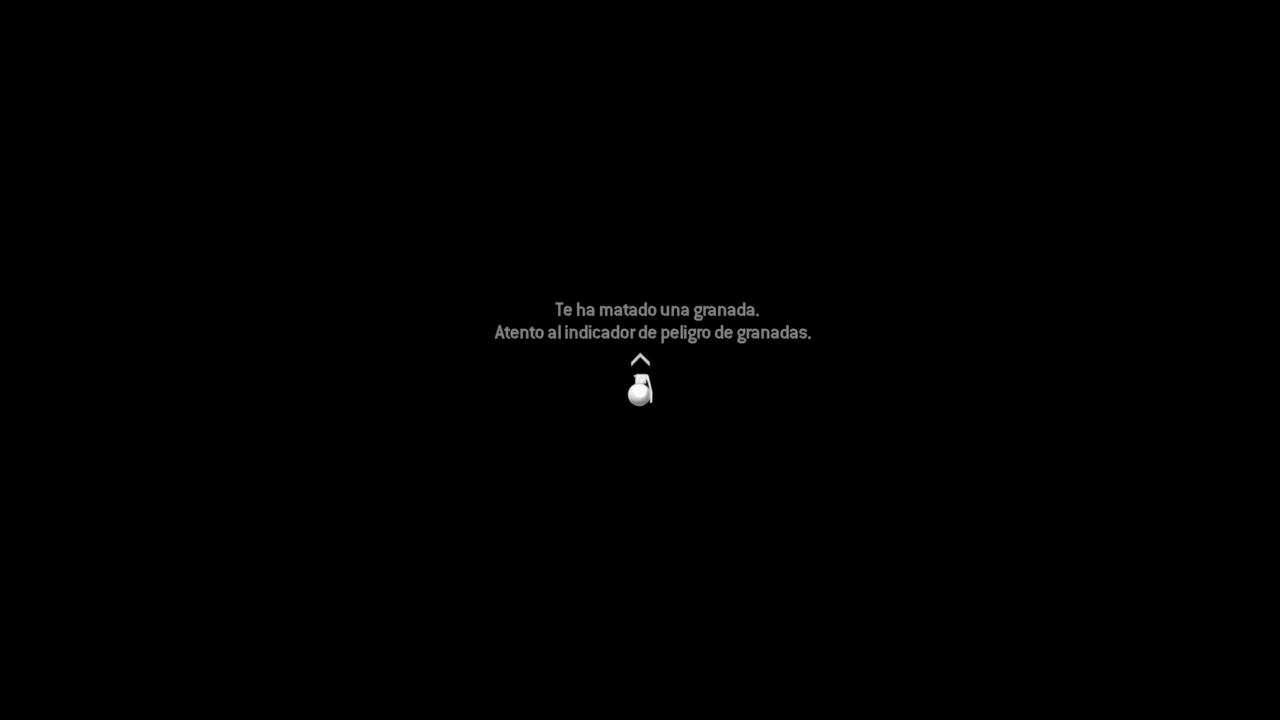 Te ha matado una granada.
Atento al indicador de peligro de granadas.